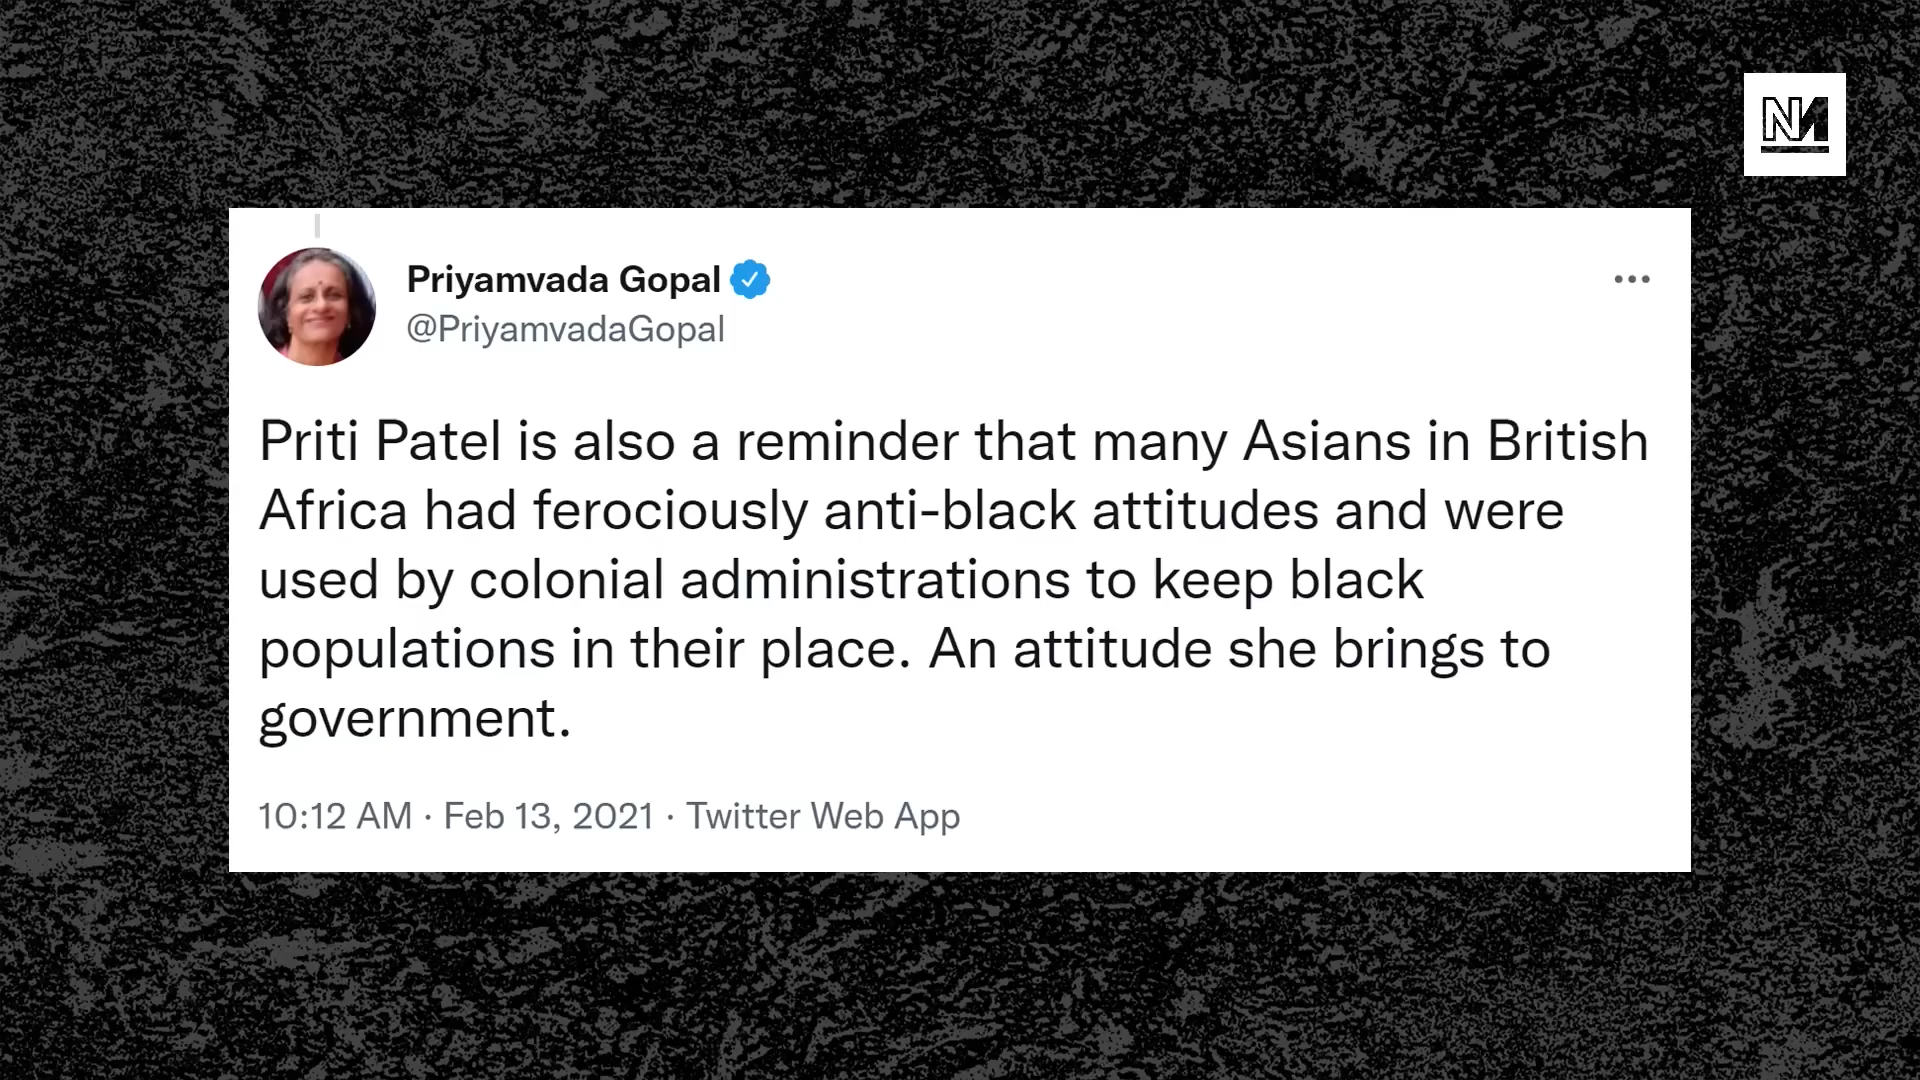 NM
Priyamvada Gopal
@PriyamvadaGopal
Priti Patel is also a reminder that many Asians in British
Africa had ferociously anti-black attitudes and were
used by colonial administrations to keep black
populations in their place. An attitude she brings to
government.
10:12 AM · Feb 13, 2021 · Twitter Web App